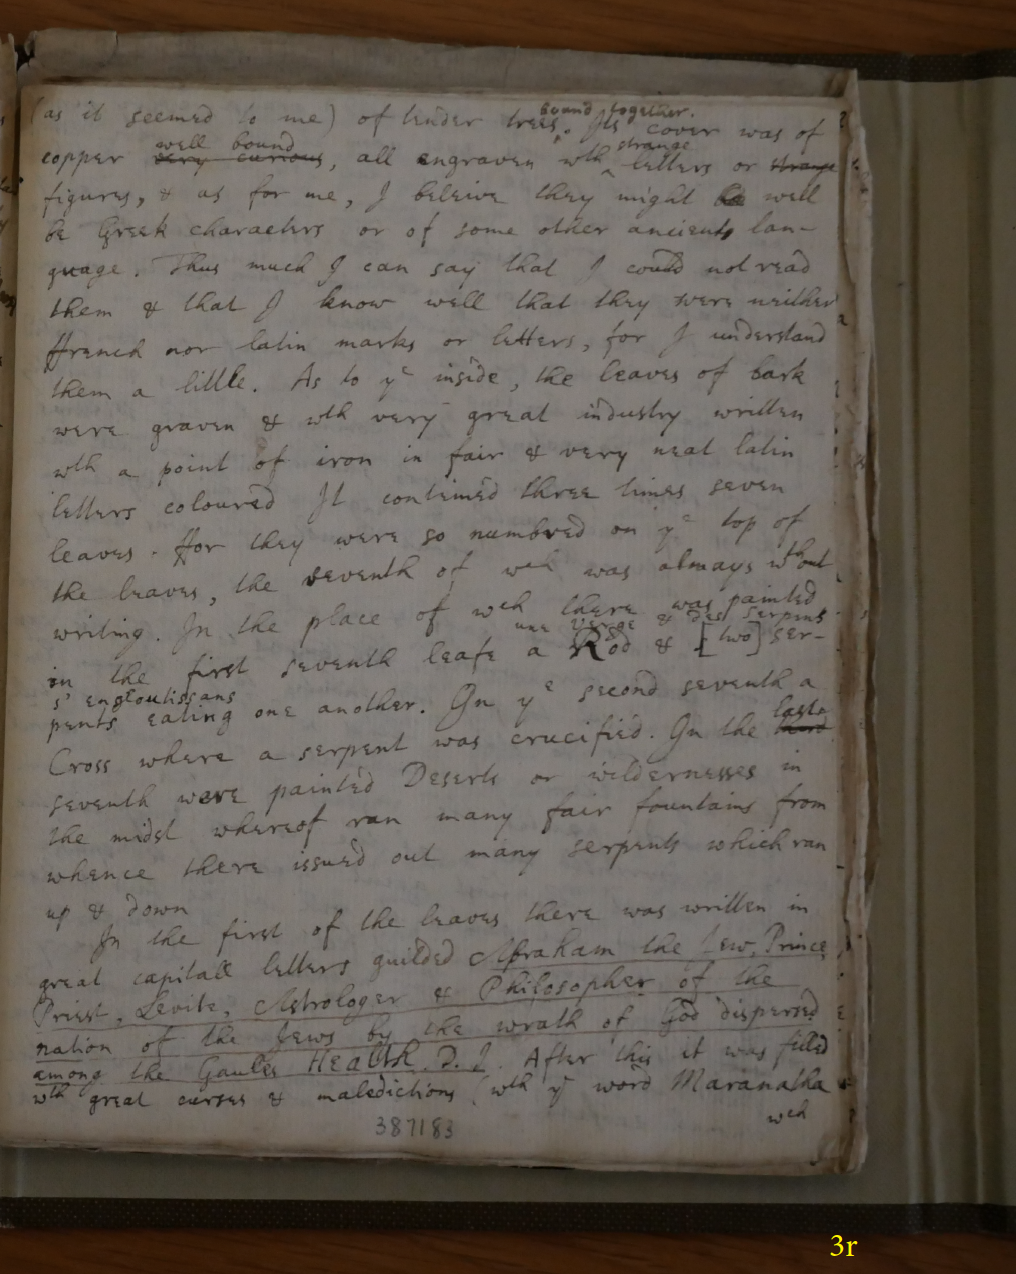 (as it seemed to me) of tender trees bound together. Its cover was of
copper very curious well bound, all engraven wth strange letters or strange
figures, & as for me, I beleive they might be well
be Greek characters or of some other ancient lan-
guage. Thus much I can say that I could not read
them & that I know well that they were neither
ffrench nor latin marks or letters, for I understand
them a little. As to ye inside, the leaves of bark
were graven & wth very great industry written
wth a point of iron in fair & very neat latin
letters coloured It conteined three times seven
leaves. ffor they were so numbred on ye top of
the leaves, the seventh of wch was always wthout
writing. In the place of wch there was painted
une verge & des serpens
in the first seventh leafe a Rod & [two] ser-
s' engloutissans
pents eating one another. In ye second seventh a
Cross where a serpent was crucified. In the third last
seventh were painted Deserts or wildernesses in
the midst whereof ran many fair fountains from
whence there issued out many serpents which ran
up & down
In the first of the leaves there was written in
great capitall letters guilded Abraham the Jew, Prince
Priest, Levite, Astrologer & Philosopher of the
nation of the Jews by the wrath of God dispersed
among the Gaules Health. D. I. After this it was filled
wth great curses & maledictions (wth ye word Maranatha
wch
387183
3r